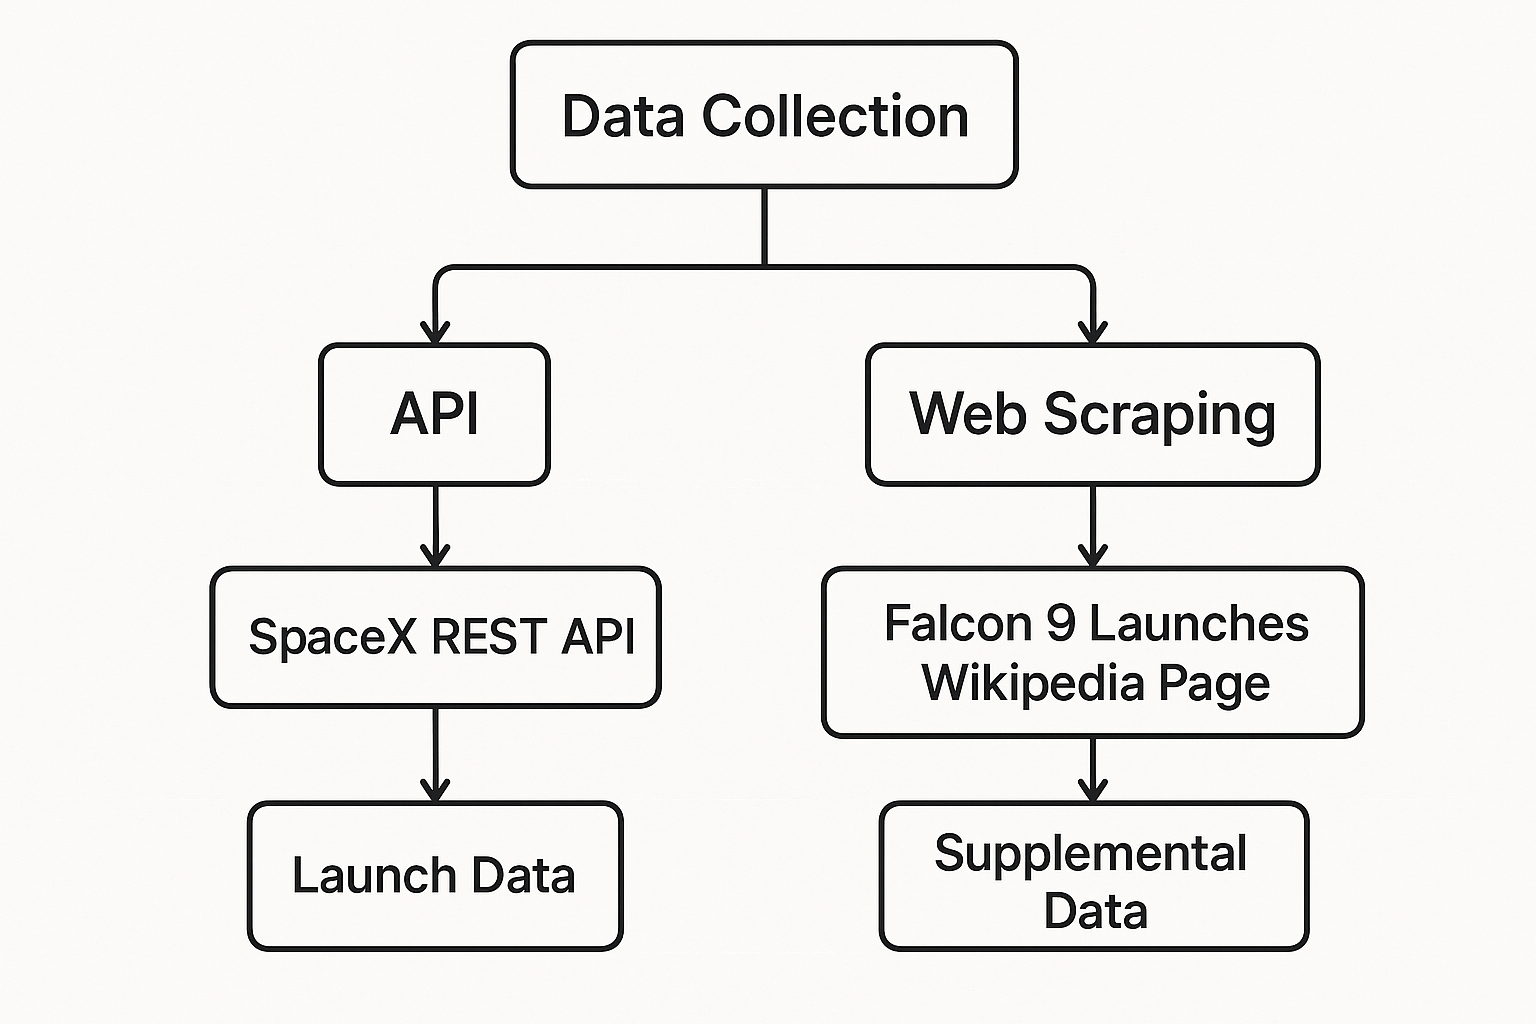 Data Collection
API
Web Scraping
SpaceX REST API
Falcon 9 Launches
Wikipedia Page
Launch Data
Supplemental
Data